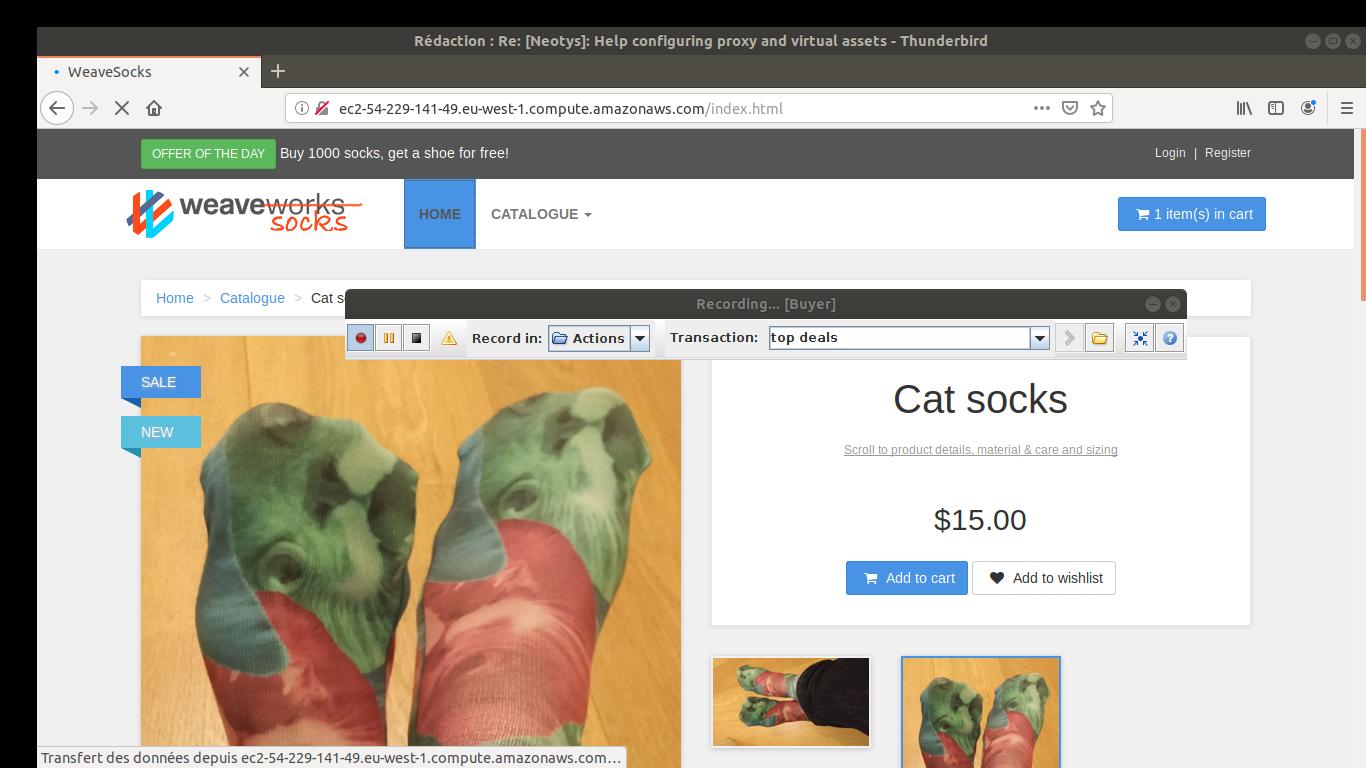 Rédaction : Re: [Neotys]: Help configuring proxy and virtual assets - Thunderbird
WeaveSocks
ec2-54-229-141-49.eu-west-1.compute.amazonaws.com/index.html
OFFER OF THE DAY Buy 1000 socks, get a shoe for free!
Login | Register
weaveworks
socks
HOME
CATALOGUE
1 item(s) in cart
Home > Catalogue > Cat s
Recording... [Buyer]
Record in: Actions
Transaction: top deals
SALE
NEW
Cat socks
Scroll to product details, material & care and sizing
$15.00
Add to cart
Add to wishlist
Transfert des données depuis ec2-54-229-141-49.eu-west-1.compute.amazonaws.com…